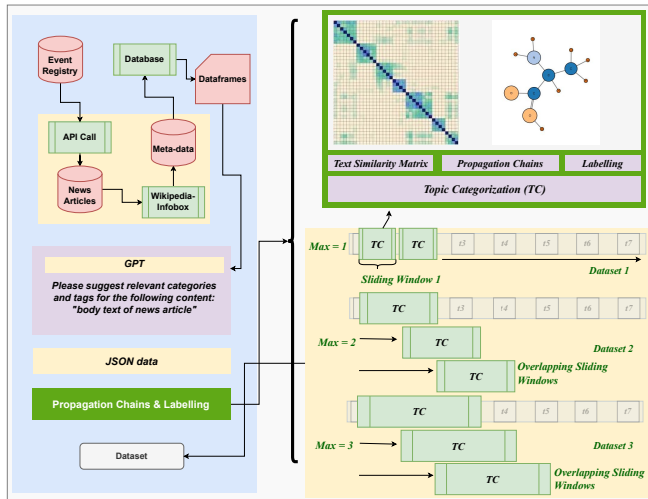 Event
Registry
Database
Dataframes
API Call
Meta-data
News
Articles
Wikipedia-
Infobox
GPT
Please suggest relevant categories
and tags for the following content:
"body text of news article"
JSON data
Propagation Chains & Labelling
Dataset
Text Similarity Matrix
Propagation Chains
Labelling
Topic Categorization (TC)
Max = 1
TC
TC
t3
t4
t5
t6
t7
Sliding Window 1
Dataset 1
TC
t3
t4
t5
t6
t7
Max = 2
TC
Dataset 2
TC
Overlapping Sliding
Windows
TC
t4
t5
t6
t7
Max = 3
TC
Dataset 3
TC
Overlapping Sliding
Windows